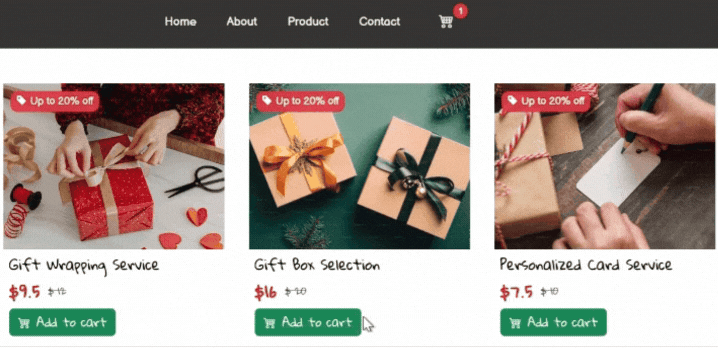 Home About Product Contact 1
Up to 20% off Up to 20% off Up to 20% off
Gift Wrapping Service Gift Box Selection Personalized Card Service
$9.5 $12 $16 $20 $7.5 $10
Add to cart Add to cart Add to cart